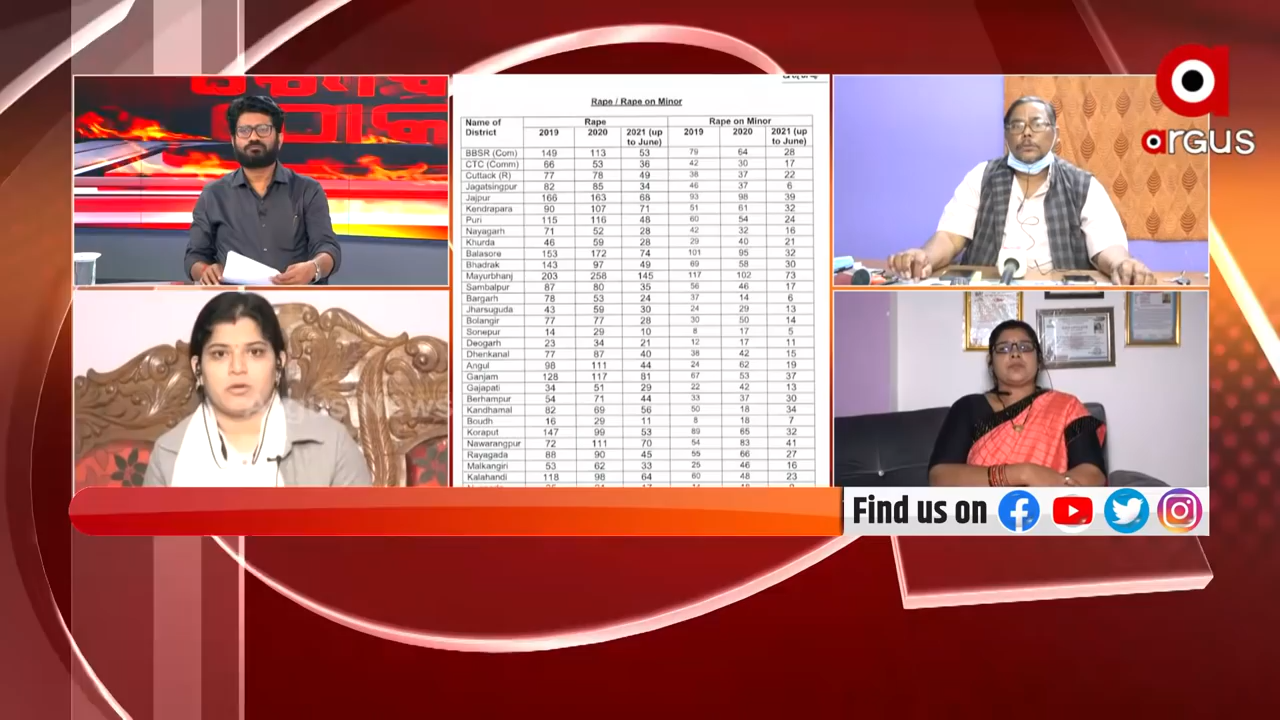 argus
Rape / Rape on Minor
Name of District Rape Rape on Minor
2019 2020 2021 (up to June) 2019 2020 2021 (up to June)
BBSR (Com) 149 113 53 79 64 28
CTC (Comm) 66 53 36 42 30 17
Cuttack (R) 77 78 49 38 37 22
Jagatsingpur 82 85 34 46 37 6
Jajpur 166 163 68 93 98 39
Kendrapara 90 107 71 51 61 32
Puri 115 116 48 60 54 24
Nayagarh 71 52 28 42 32 16
Khurda 46 59 28 29 40 21
Balasore 153 172 74 101 95 32
Bhadrak 143 97 49 69 58 30
Mayurbhanj 203 258 145 117 102 73
Sambalpur 87 80 35 56 46 17
Bargarh 78 53 24 37 14 6
Jharsuguda 43 59 30 24 29 13
Bolangir 77 77 28 30 50 14
Sonepur 14 29 10 8 17 5
Deogarh 23 34 21 12 17 11
Dhenkanal 77 87 40 38 42 15
Angul 98 111 44 24 62 19
Ganjam 128 117 81 67 53 37
Gajapati 34 51 29 22 42 13
Berhampur 54 71 44 33 37 30
Kandhamal 82 69 56 50 18 34
Boudh 16 29 11 8 18 7
Koraput 147 99 53 89 65 32
Nawarangpur 72 111 70 54 83 41
Rayagada 88 90 45 55 66 27
Malkangiri 53 62 33 25 46 16
Kalahandi 118 98 64 60 48 23
Argus News
Find us on